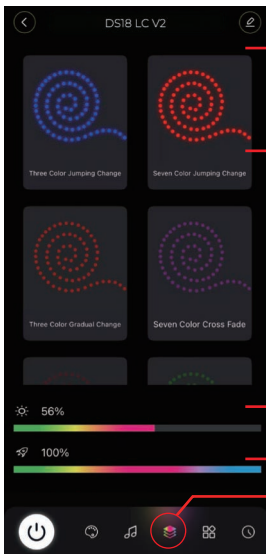 DS18 LC V2
Three Color Jumping Change
Seven Color Jumping Change
Three Color Gradual Change
Seven Color Cross Fade
56%
100%